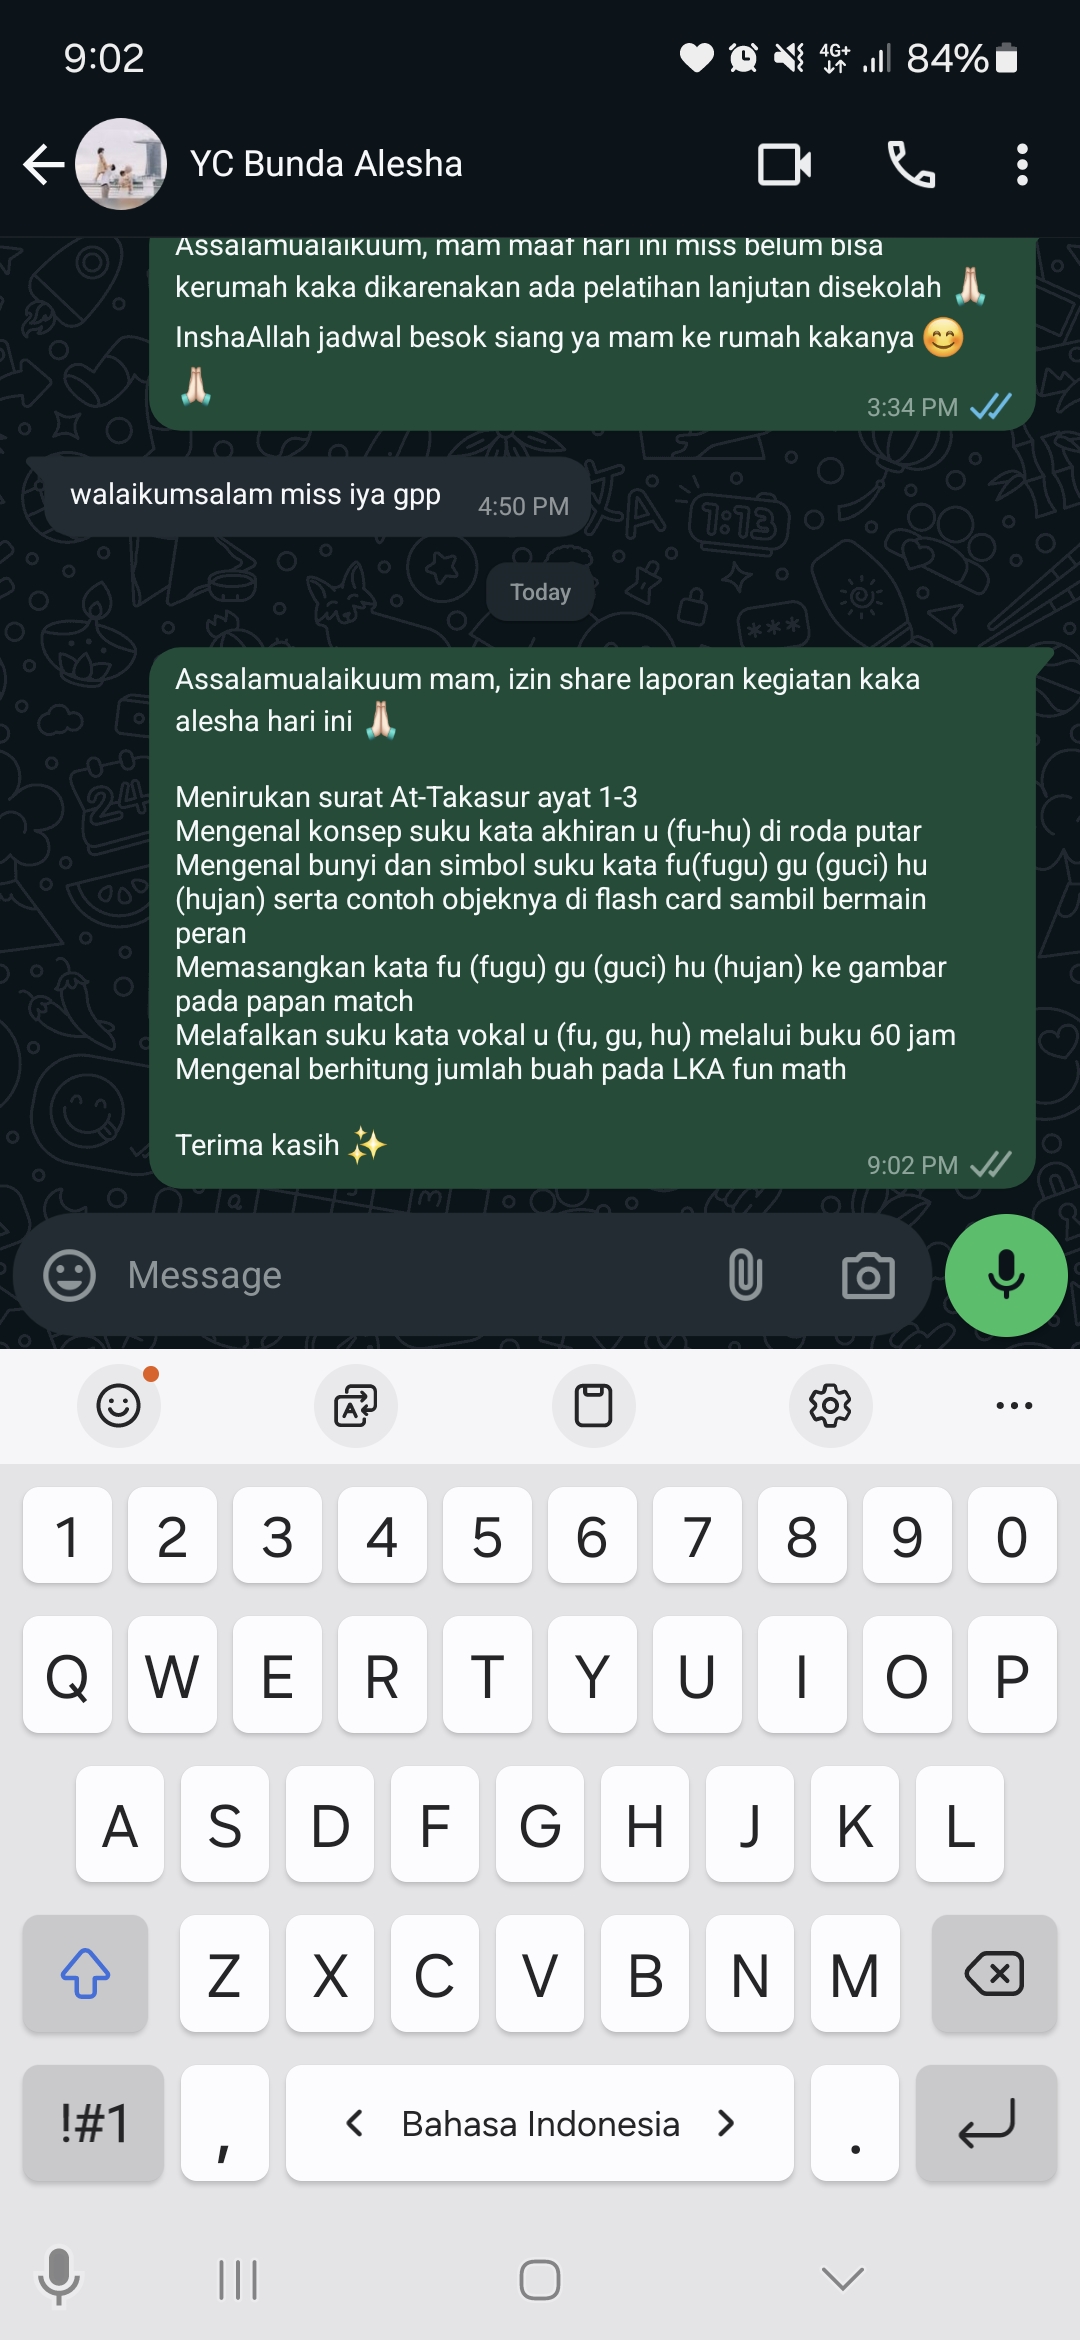 9:02
4G+
84%
YC Bunda Alesha
Assalamualaikuum, mam maaf hari ini miss belum bisa
kerumah kaka dikarenakan ada pelatihan lanjutan disekolah 🙏🏻
InshaAllah jadwal besok siang ya mam ke rumah kakanya 😊
🙏🏻
3:34 PM
walaikumsalam miss iya gpp
4:50 PM
Today
Assalamualaikuum mam, izin share laporan kegiatan kaka
alesha hari ini 🙏🏻
Menirukan surat At-Takasur ayat 1-3
Mengenal konsep suku kata akhiran u (fu-hu) di roda putar
Mengenal bunyi dan simbol suku kata fu(fugu) gu (guci) hu
(hujan) serta contoh objeknya di flash card sambil bermain
peran
Memasangkan kata fu (fugu) gu (guci) hu (hujan) ke gambar
pada papan match
Melafalkan suku kata vokal u (fu, gu, hu) melalui buku 60 jam
Mengenal berhitung jumlah buah pada LKA fun math
Terima kasih ✨
9:02 PM
Message
1 2 3 4 5 6 7 8 9 0
Q W E R T Y U I O P
A S D F G H J K L
Z X C V B N M
!#1 , < Bahasa Indonesia > .